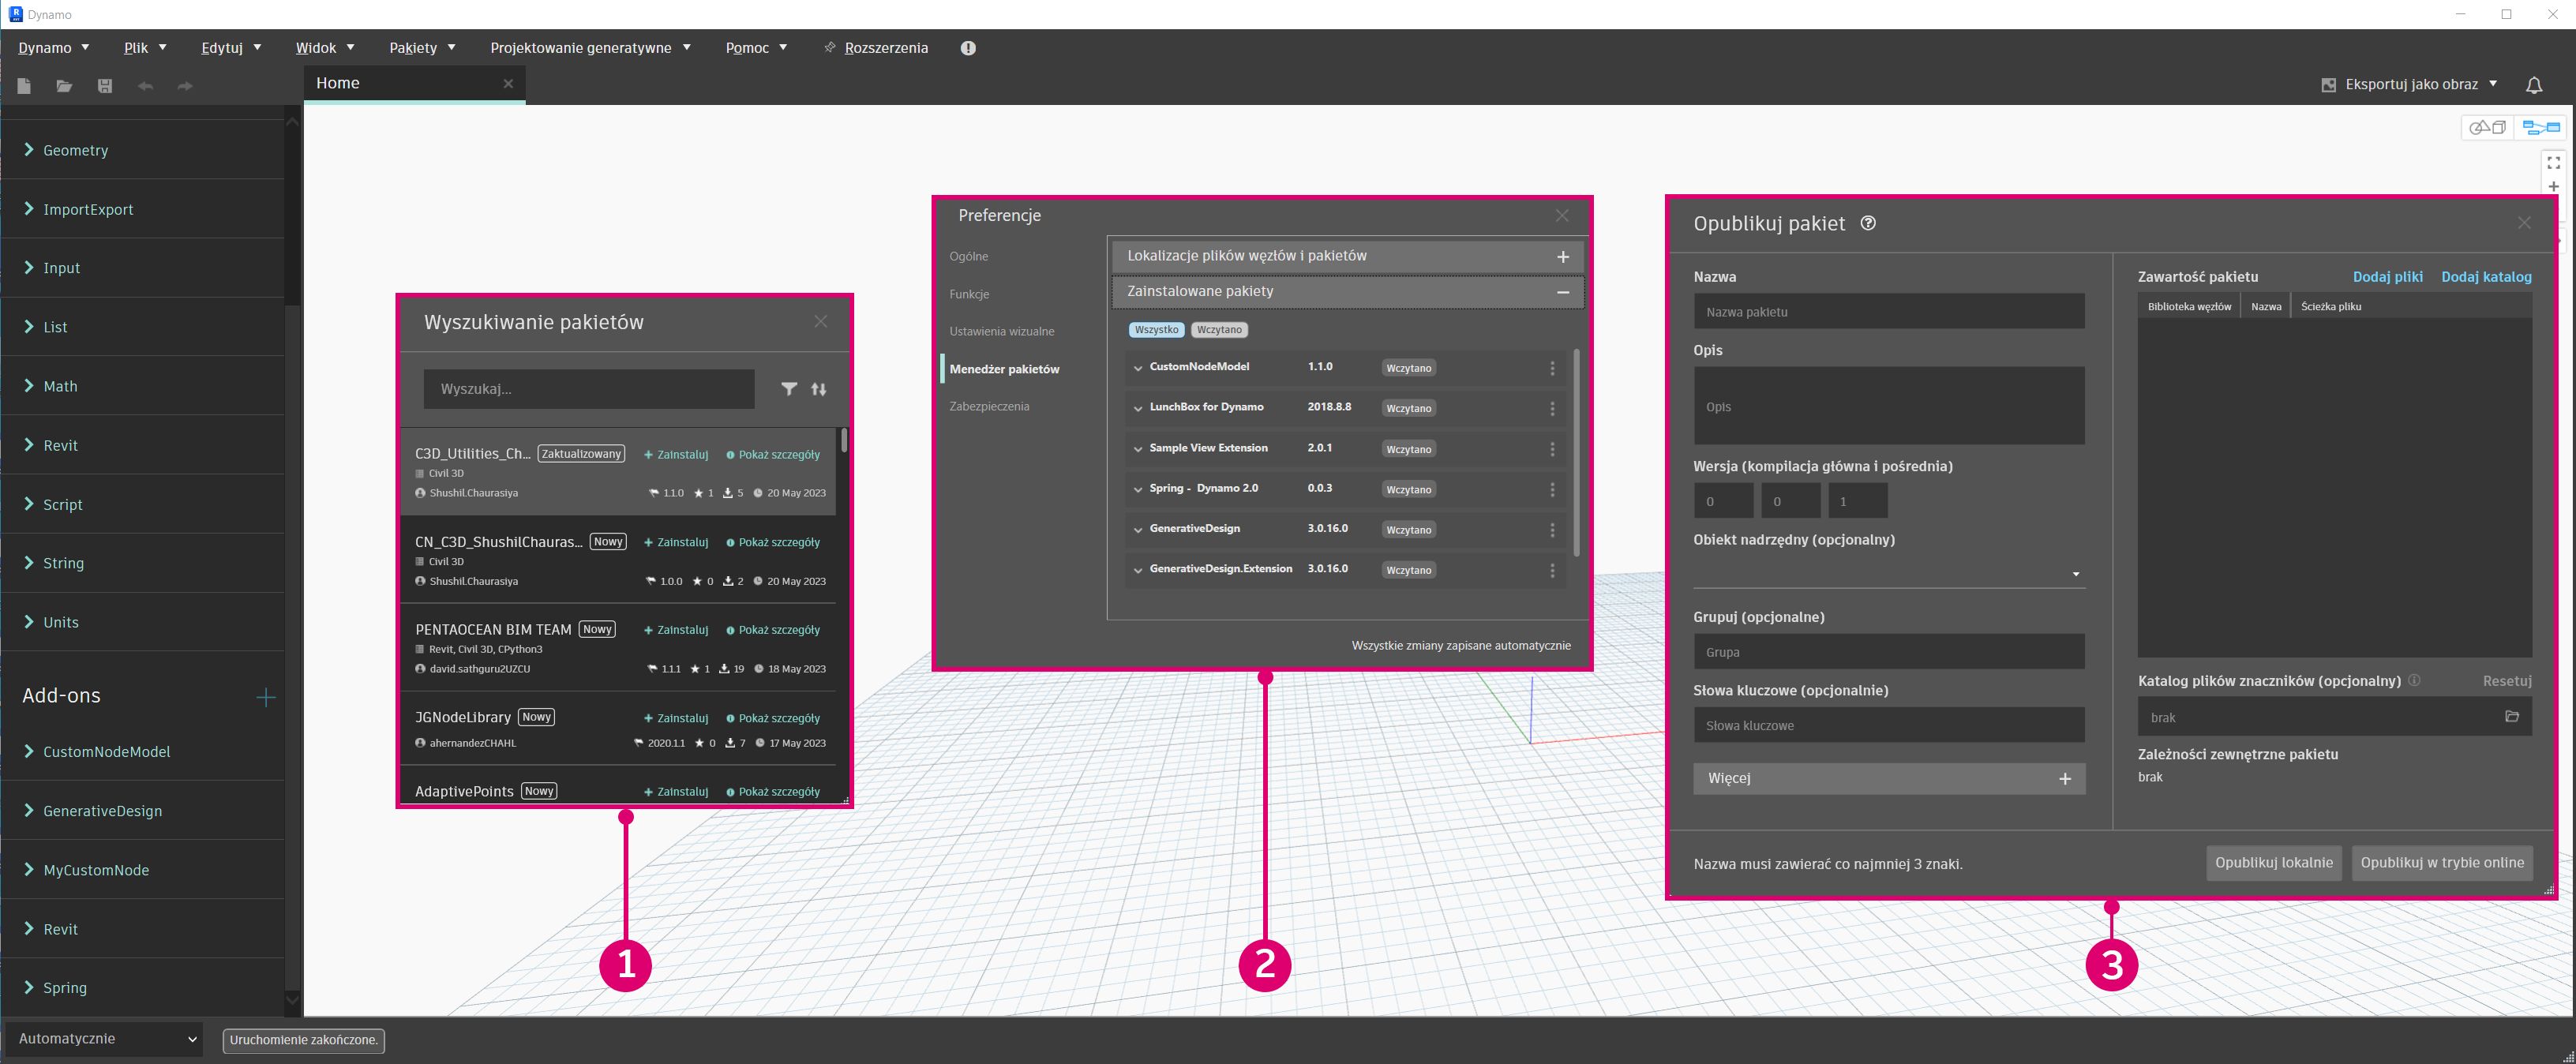 Dynamo
Dynamo Plik Edytuj Widok Pakiety Projektowanie generatywne Pomoc Rozszerzenia
Home
Eksportuj jako obraz
Geometry
ImportExport
Input
List
Math
Revit
Script
String
Units
Add-ons
CustomNodeModel
GenerativeDesign
MyCustomNode
Revit
Spring
Automatycznie
Uruchomienie zakończone.
Wyszukiwanie pakietów
Wyszukaj...
C3D_Utilities_Ch... Zaktualizowany Zainstaluj Pokaż szczegóły
Civil 3D
Shushil.Chaurasiya 1.1.0 1 5 20 May 2023
CN_C3D_ShushilChauras... Nowy Zainstaluj Pokaż szczegóły
Civil 3D
Shushil.Chaurasiya 1.0.0 0 2 20 May 2023
PENTAOCEAN BIM TEAM Nowy Zainstaluj Pokaż szczegóły
Revit, Civil 3D, CPython3
david.sathguru2UZCU 1.1.1 1 19 18 May 2023
JGNodeLibrary Nowy Zainstaluj Pokaż szczegóły
ahernandezCHAHL 2020.1.1 0 7 17 May 2023
AdaptivePoints Nowy Zainstaluj Pokaż szczegóły
1
Preferencje
Ogólne
Funkcje
Ustawienia wizualne
Menedżer pakietów
Zabezpieczenia
Lokalizacje plików węzłów i pakietów
Zainstalowane pakiety
Wszystko Wczytano
CustomNodeModel 1.1.0 Wczytano
LunchBox for Dynamo 2018.8.8 Wczytano
Sample View Extension 2.0.1 Wczytano
Spring - Dynamo 2.0 0.0.3 Wczytano
GenerativeDesign 3.0.16.0 Wczytano
GenerativeDesign.Extension 3.0.16.0 Wczytano
Wszystkie zmiany zapisane automatycznie
2
Opublikuj pakiet
Nazwa
Nazwa pakietu
Opis
Opis
Wersja (kompilacja główna i pośrednia)
0 0 1
Obiekt nadrzędny (opcjonalny)
Grupuj (opcjonalne)
Grupa
Słowa kluczowe (opcjonalnie)
Słowa kluczowe
Więcej
Zawartość pakietu Dodaj pliki Dodaj katalog
Biblioteka węzłów Nazwa Ścieżka pliku
Katalog plików znaczników (opcjonalny) Resetuj
brak
Zależności zewnętrzne pakietu
brak
Nazwa musi zawierać co najmniej 3 znaki.
Opublikuj lokalnie Opublikuj w trybie online
3